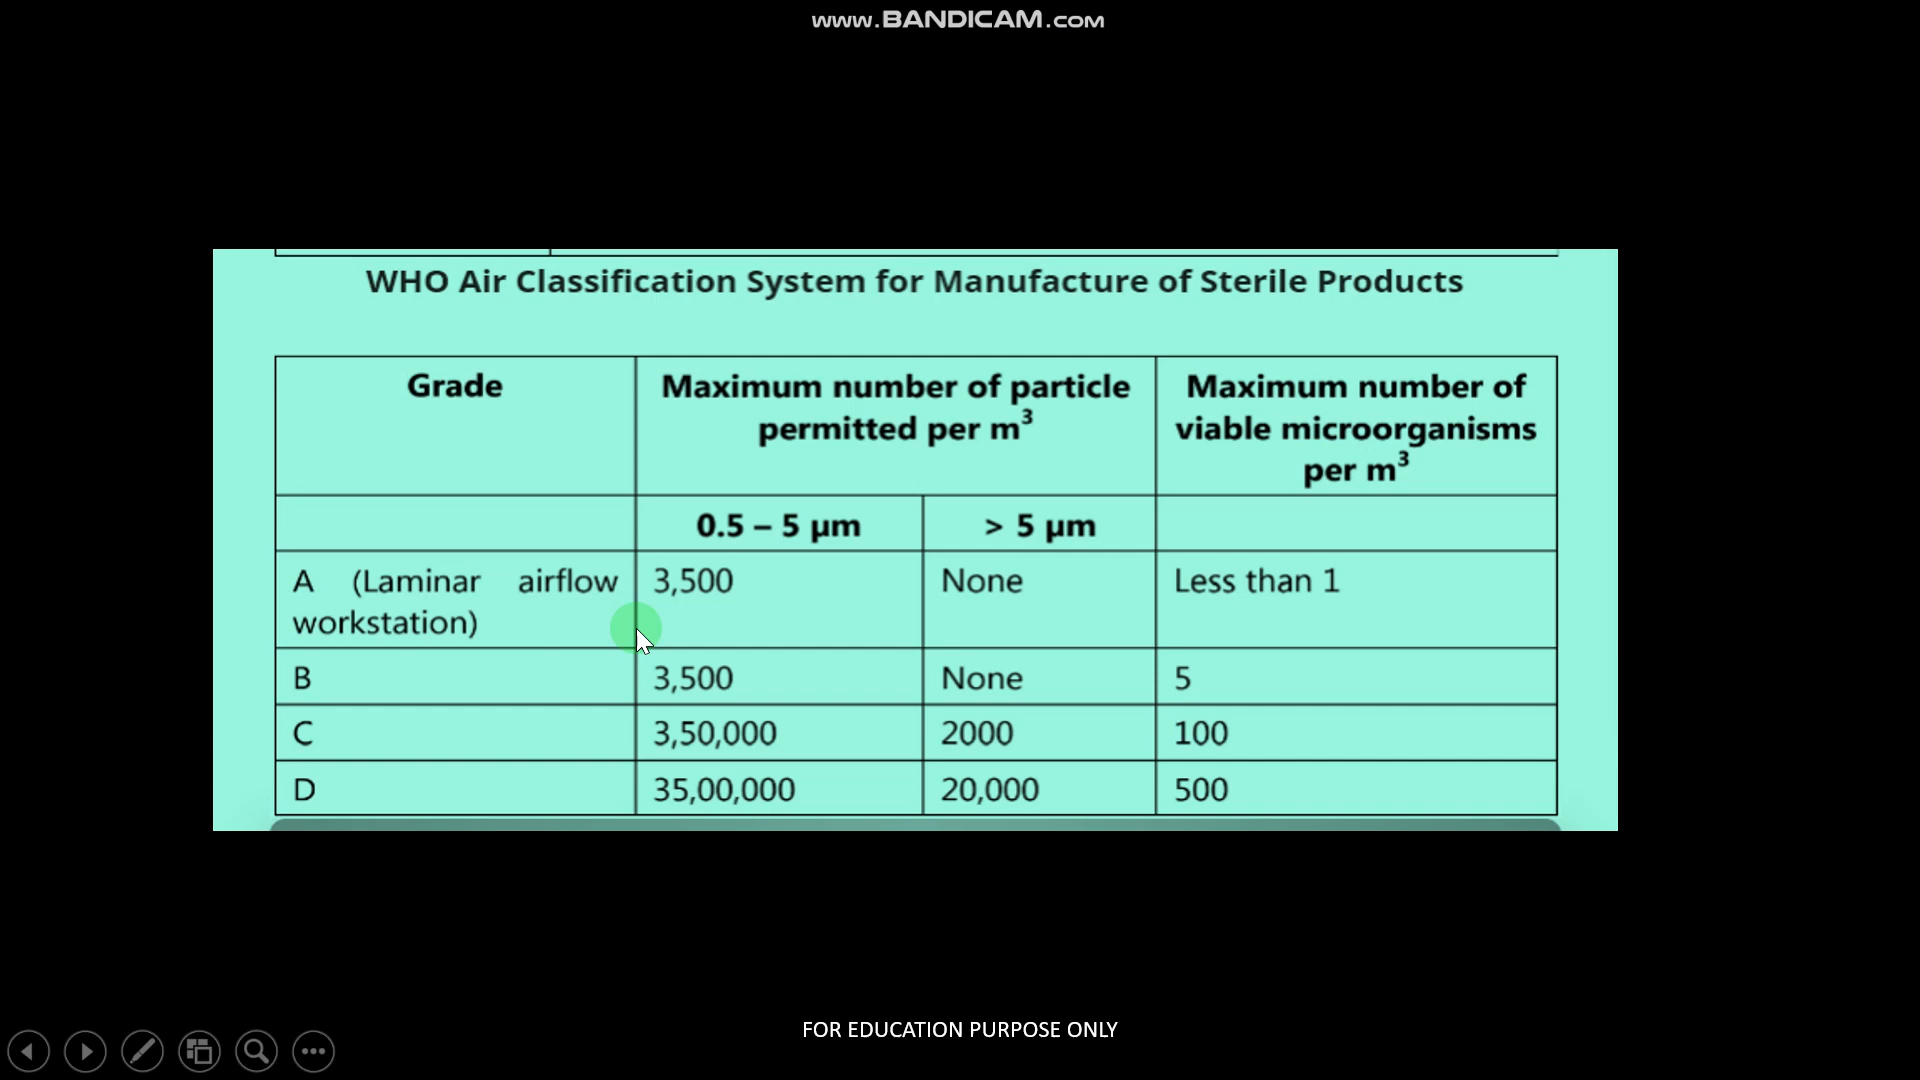 www.BANDICAM.com
WHO Air Classification System for Manufacture of Sterile Products
Grade
Maximum number of particle
permitted per m³
Maximum number of
viable microorganisms
per m³
0.5 – 5 µm
> 5 µm
A (Laminar airflow
workstation)
3,500
None
Less than 1
B
3,500
None
5
C
3,50,000
2000
100
D
35,00,000
20,000
500
FOR EDUCATION PURPOSE ONLY